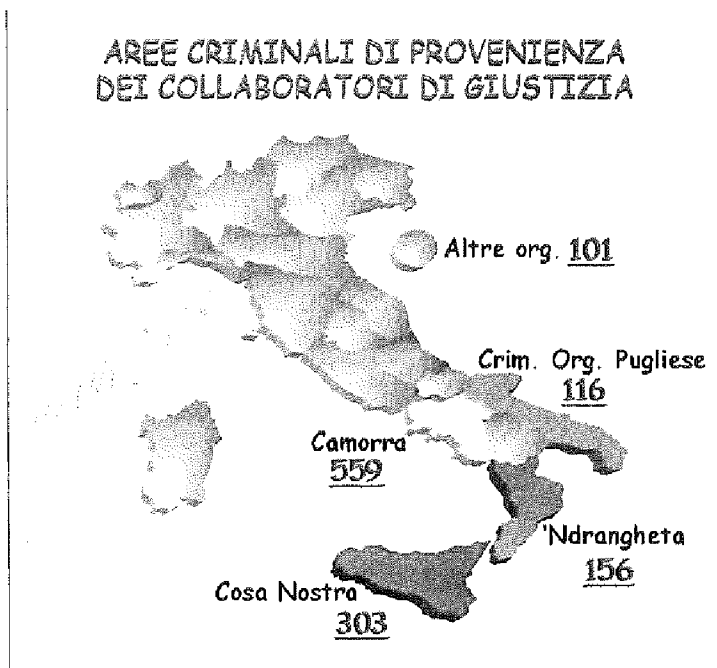 AREE CRIMINALI DI PROVENIENZA
DEI COLLABORATORI DI GIUSTIZIA
Altre org. 101
Crim. Org. Pugliese
116
Camorra
559
'Ndrangheta
156
Cosa Nostra
303